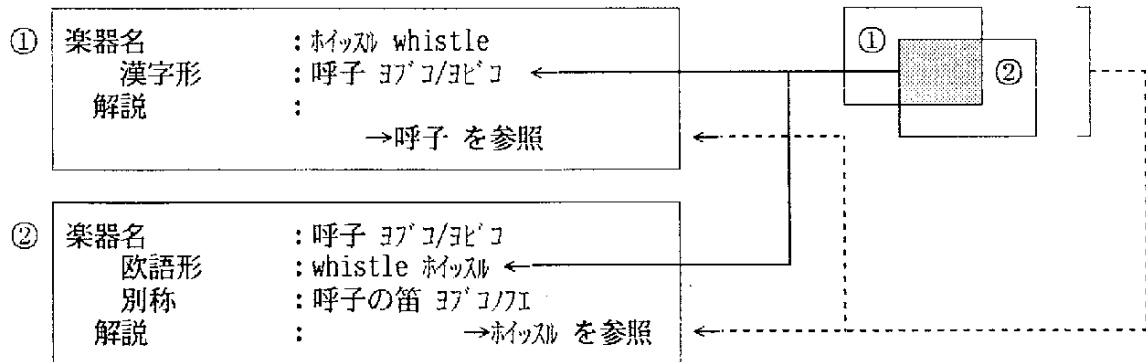 ①
楽器名 :ﾎｲｯｽﾙ whistle
漢字形 :呼子 ﾖﾌﾞｺ/ﾖﾋﾞｺ ←
解説 :
→呼子 を参照
②
楽器名 :呼子 ﾖﾌﾞｺ/ﾖﾋﾞｺ
欧語形 :whistle ﾎｲｯｽﾙ ←
別称 :呼子の笛 ﾖﾌﾞｺﾉﾌｴ
解説 : →ﾎｲｯｽﾙ を参照
①
②